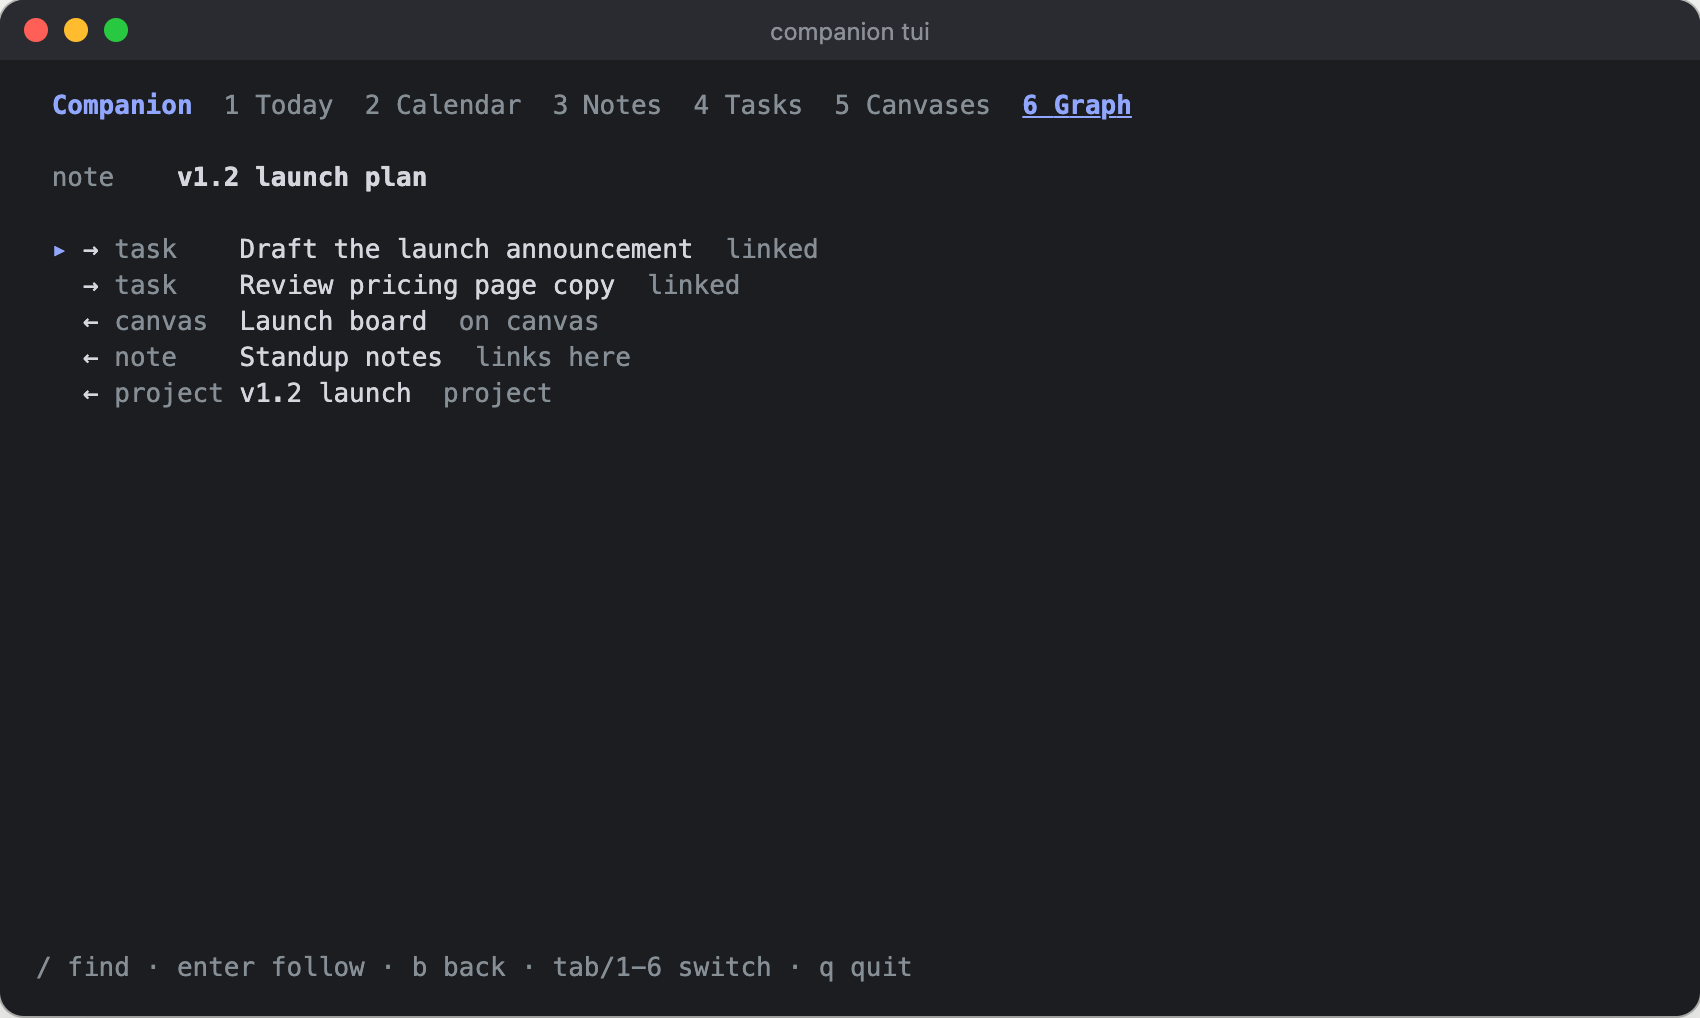 companion tui
Companion  1 Today  2 Calendar  3 Notes  4 Tasks  5 Canvases  6 Graph
note    v1.2 launch plan
▸ → task    Draft the launch announcement  linked
→ task    Review pricing page copy  linked
← canvas  Launch board  on canvas
← note    Standup notes  links here
← project v1.2 launch  project
/ find · enter follow · b back · tab/1–6 switch · q quit